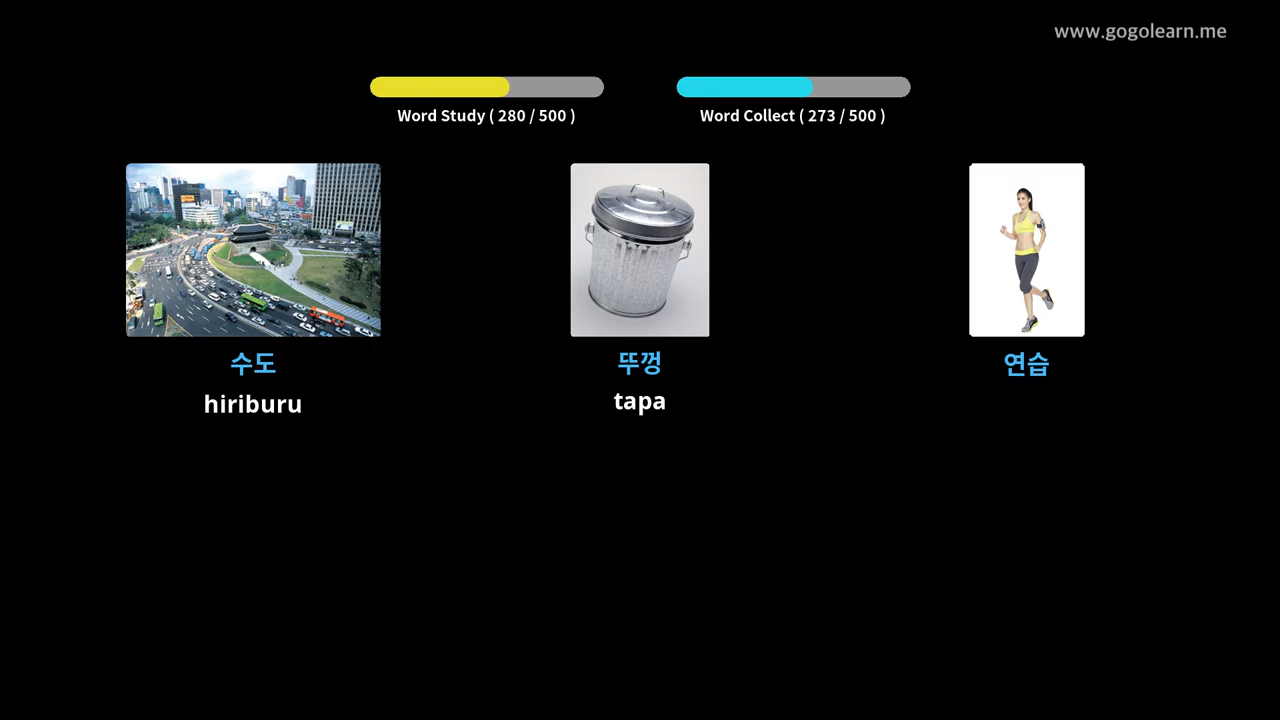 www.gogolearn.me
Word Study ( 280 / 500 )
Word Collect ( 273 / 500 )
수도
hiriburu
뚜껑
tapa
연습